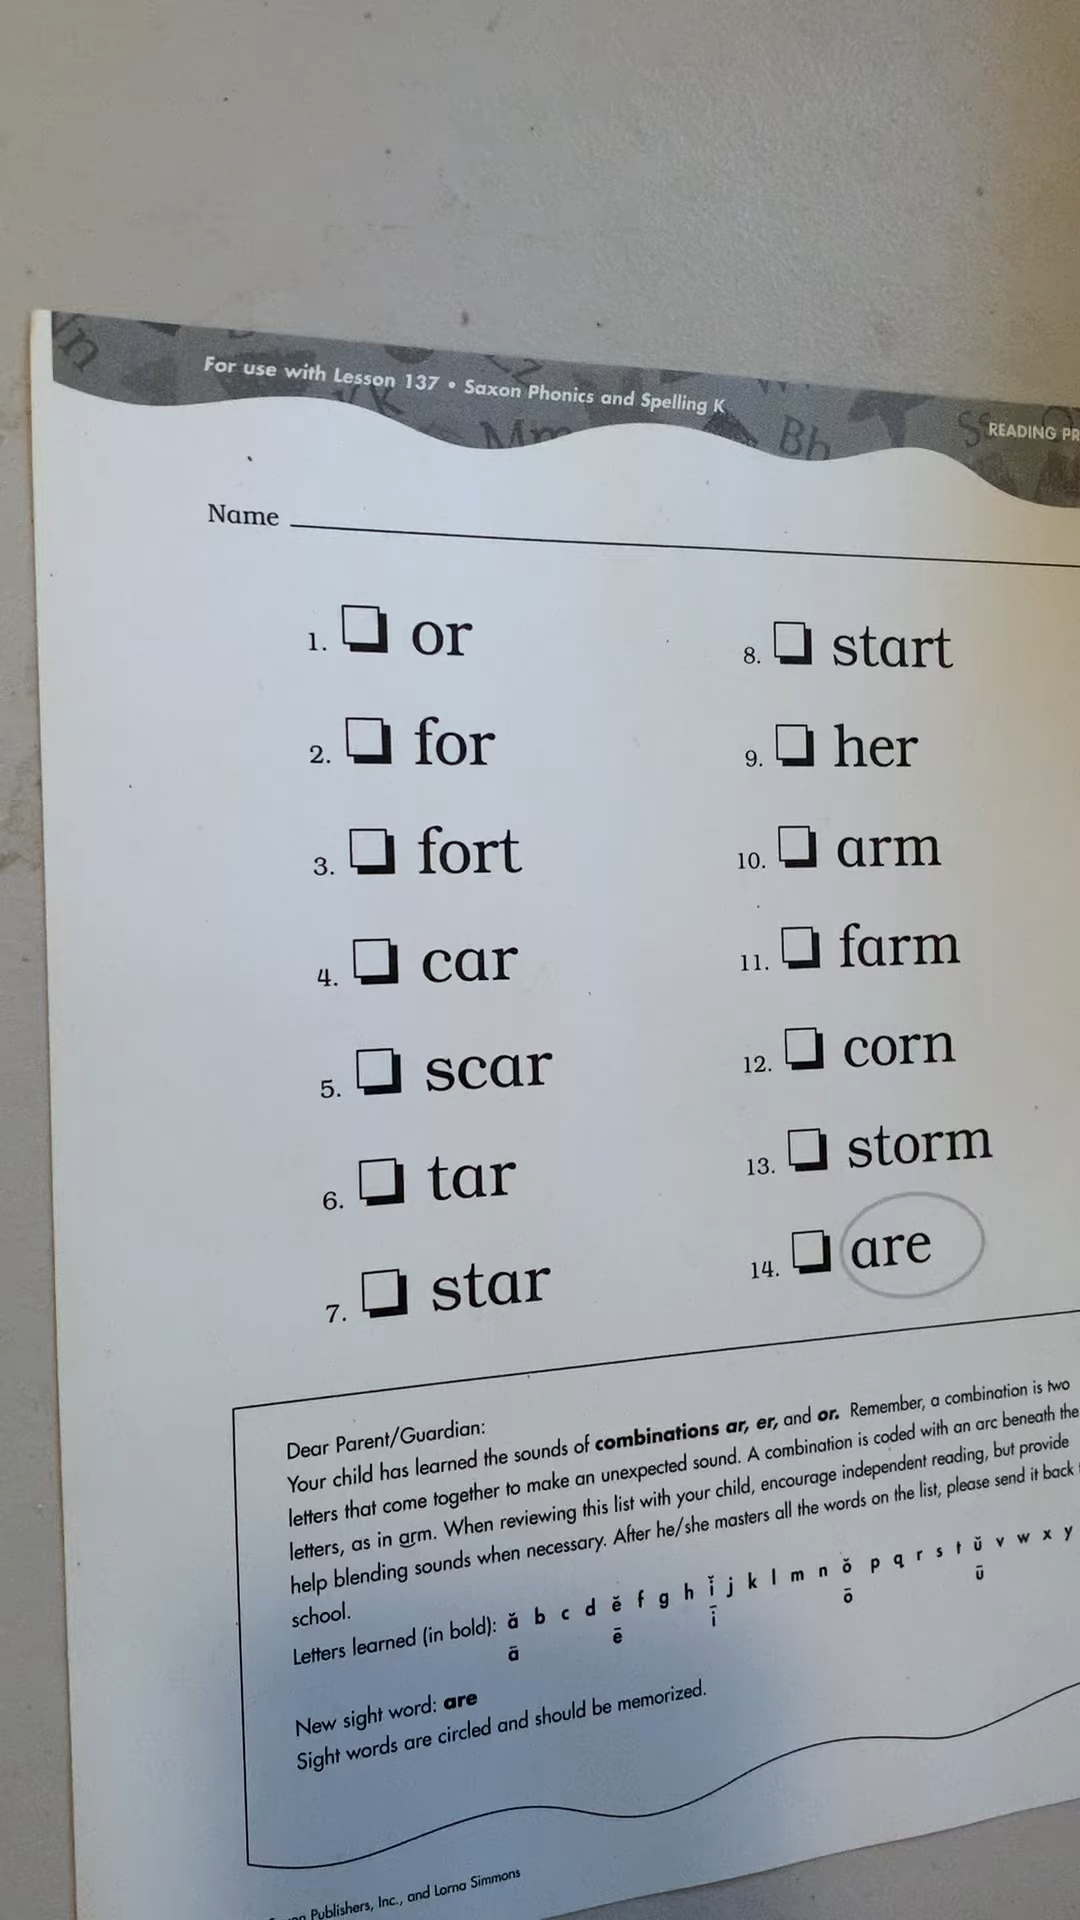 For use with Lesson 137 • Saxon Phonics and Spelling K
READING
Name
1. or
2. for
3. fort
4. car
5. scar
6. tar
7. star
8. start
9. her
10. arm
11. farm
12. corn
13. storm
14. are
Dear Parent/Guardian:
Your child has learned the sounds of combinations ar, er, and or. Remember, a combination is two
letters that come together to make an unexpected sound. A combination is coded with an arc beneath the
letters, as in arm. When reviewing this list with your child, encourage independent reading, but provide
help blending sounds when necessary. After he/she masters all the words on the list, please send it back
school.
Letters learned (in bold): ă b c d ĕ f g h ĭ j k l m n ŏ p q r s t ŭ v w x y
ā ē ī ō ū
New sight word: are
Sight words are circled and should be memorized.
Publishers, Inc., and Lorna Simmons